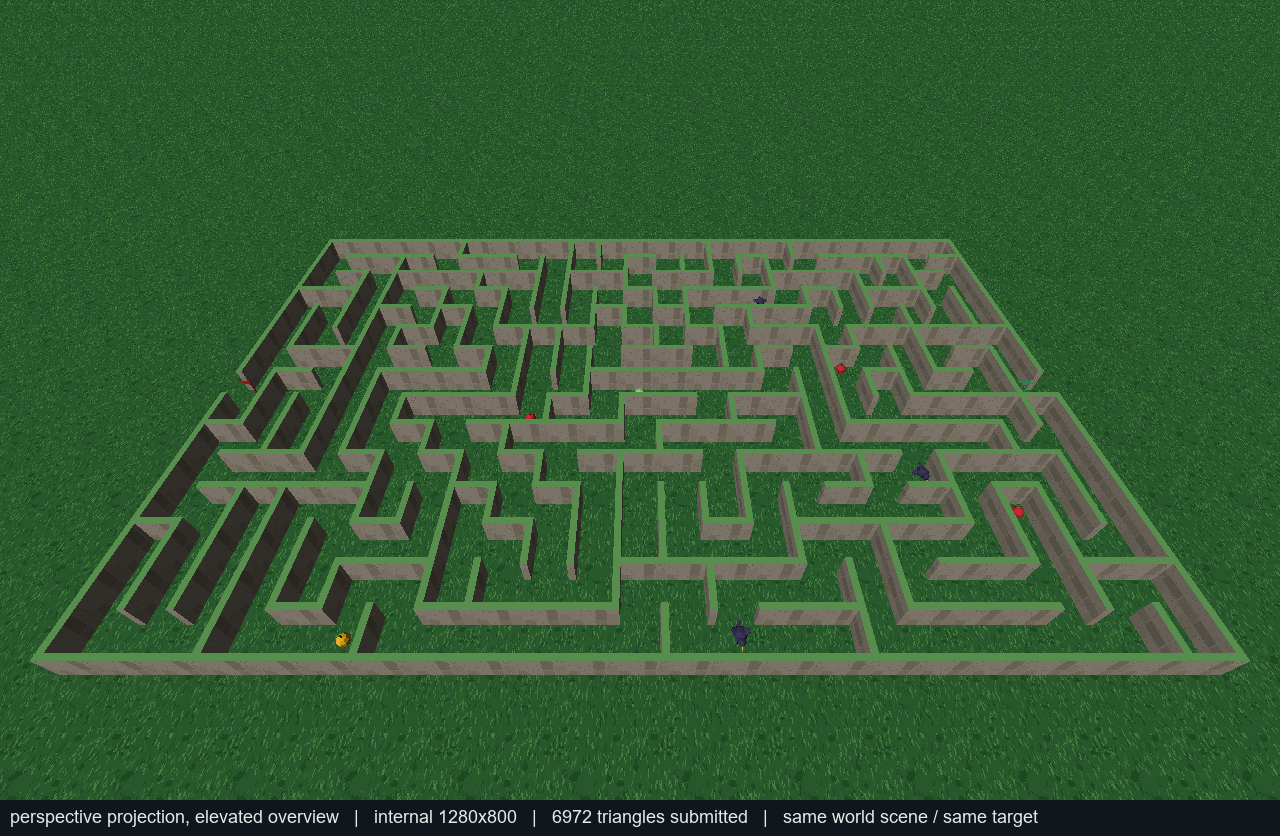 perspective projection, elevated overview | internal 1280x800 | 6972 triangles submitted | same world scene / same target